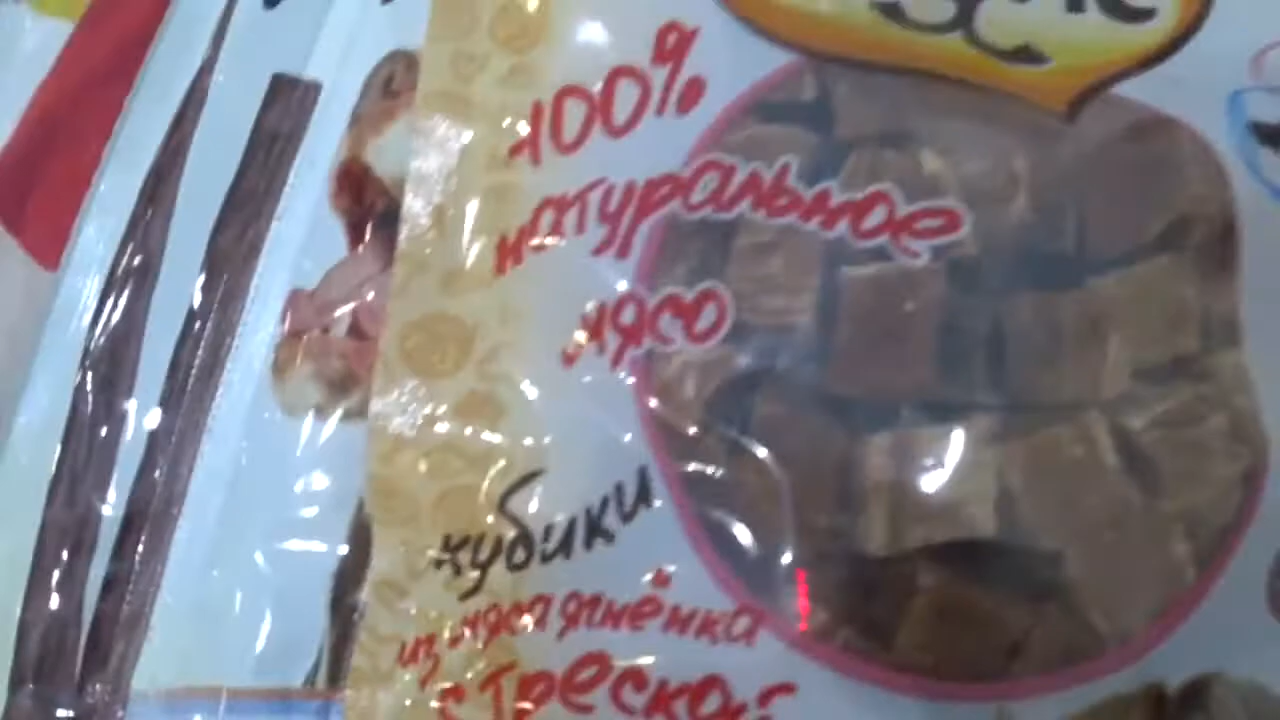 100%
натуральное
мясо
кубики
из мяса ягнёнка
с треской